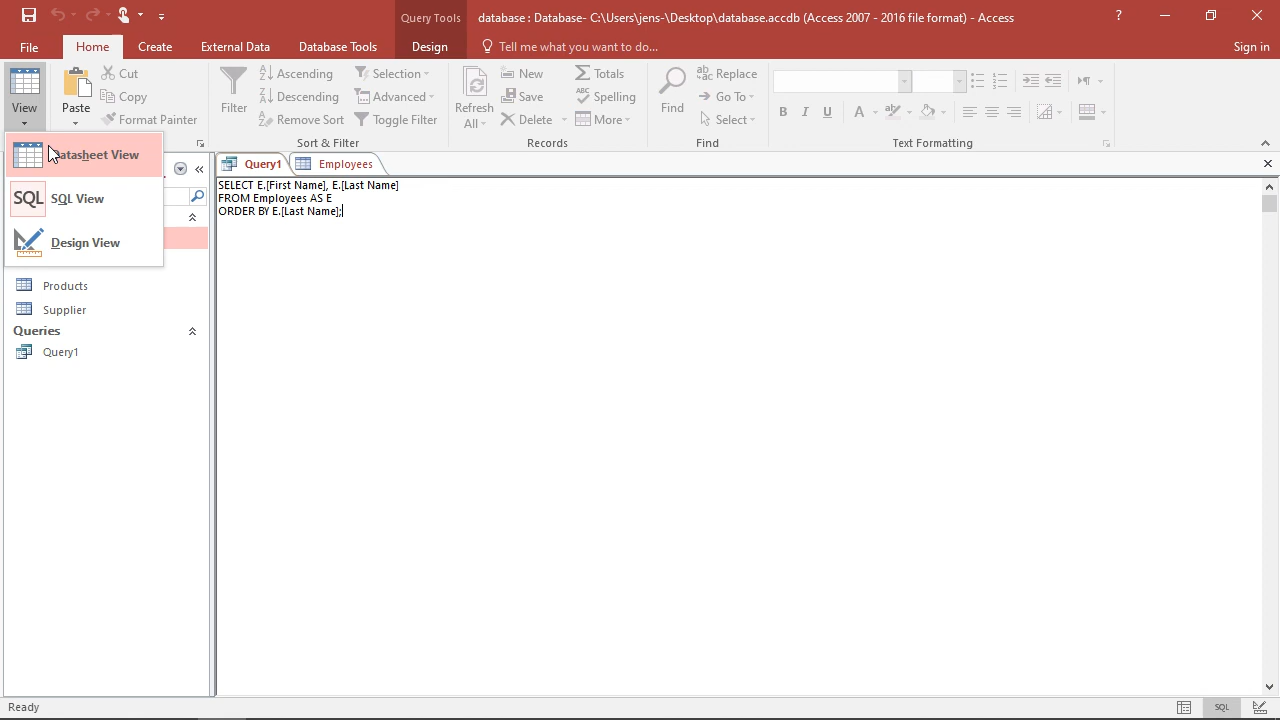 Query Tools
database : Database- C:\Users\jens-\Desktop\database.accdb (Access 2007 - 2016 file format) - Access
?
File
Home
Create
External Data
Database Tools
Design
Tell me what you want to do...
Sign in
View
Paste
Cut
Copy
Format Painter
Filter
Ascending
Descending
Remove Sort
Selection
Advanced
Toggle Filter
Sort & Filter
Refresh
All
New
Save
Delete
Totals
Spelling
More
Records
Find
Replace
Go To
Select
Find
B I U
A
Text Formatting
Datasheet View
SQL SQL View
Design View
Products
Supplier
Queries
Query1
Query1
Employees
SELECT E.[First Name], E.[Last Name]
FROM Employees AS E
ORDER BY E.[Last Name];
Ready
SQL